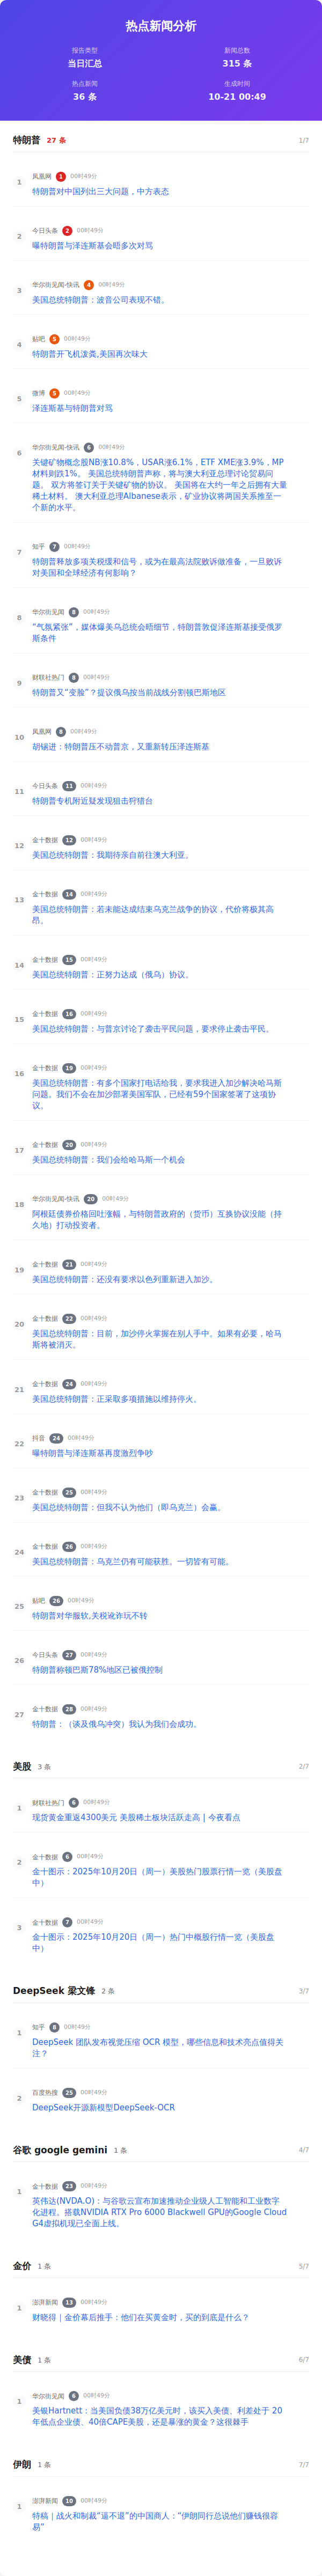 热点新闻分析
报告类型
新闻总数
当日汇总
315 条
热点新闻
生成时间
36 条
10-21 00:49
特朗普 27 条 1/7
1 凤凰网 1 00时49分
特朗普对中国列出三大问题，中方表态
2 今日头条 2 00时49分
曝特朗普与泽连斯基会晤多次对骂
3 华尔街见闻-快讯 4 00时49分
美国总统特朗普：波音公司表现不错。
4 贴吧 5 00时49分
特朗普开飞机泼粪,美国再次味大
5 微博 5 00时49分
泽连斯基与特朗普对骂
6 华尔街见闻-快讯 6 00时49分
关键矿物概念股NB涨10.8%，USAR涨6.1%，ETF XME涨3.9%，MP
材料则跌1%。 美国总统特朗普声称，将与澳大利亚总理讨论贸易问
题。 双方将签订关于关键矿物的协议。 美国将在大约一年之后拥有大量
稀土材料。 澳大利亚总理Albanese表示，矿业协议将两国关系推至一
个新的水平。
7 知乎 7 00时49分
特朗普释放多项关税缓和信号，或为在最高法院败诉做准备，一旦败诉
对美国和全球经济有何影响？
8 华尔街见闻 8 00时49分
“气氛紧张”，媒体爆美乌总统会晤细节，特朗普敦促泽连斯基接受俄罗
斯条件
9 财联社热门 8 00时49分
特朗普又“变脸”？提议俄乌按当前战线分割顿巴斯地区
10 凤凰网 8 00时49分
胡锡进：特朗普压不动普京，又重新转压泽连斯基
11 今日头条 11 00时49分
特朗普专机附近疑发现狙击狩猎台
12 金十数据 12 00时49分
美国总统特朗普：我期待亲自前往澳大利亚。
13 金十数据 14 00时49分
美国总统特朗普：若未能达成结束乌克兰战争的协议，代价将极其高
昂。
14 金十数据 15 00时49分
美国总统特朗普：正努力达成（俄乌）协议。
15 金十数据 16 00时49分
美国总统特朗普：与普京讨论了袭击平民问题，要求停止袭击平民。
16 金十数据 19 00时49分
美国总统特朗普：有多个国家打电话给我，要求我进入加沙解决哈马斯
问题。我们不会在加沙部署美国军队，已经有59个国家签署了这项协
议。
17 金十数据 20 00时49分
美国总统特朗普：我们会给哈马斯一个机会
18 华尔街见闻-快讯 20 00时49分
阿根廷债券价格回吐涨幅，与特朗普政府的（货币）互换协议没能（持
久地）打动投资者。
19 金十数据 21 00时49分
美国总统特朗普：还没有要求以色列重新进入加沙。
20 金十数据 22 00时49分
美国总统特朗普：目前，加沙停火掌握在别人手中。如果有必要，哈马
斯将被消灭。
21 金十数据 24 00时49分
美国总统特朗普：正采取多项措施以维持停火。
22 抖音 24 00时49分
曝特朗普与泽连斯基再度激烈争吵
23 金十数据 25 00时49分
美国总统特朗普：但我不认为他们（即乌克兰）会赢。
24 金十数据 26 00时49分
美国总统特朗普：乌克兰仍有可能获胜。一切皆有可能。
25 贴吧 26 00时49分
特朗普对华服软,关税讹诈玩不转
26 今日头条 27 00时49分
特朗普称顿巴斯78%地区已被俄控制
27 金十数据 28 00时49分
特朗普：（谈及俄乌冲突）我认为我们会成功。
美股 3 条 2/7
1 财联社热门 6 00时49分
现货黄金重返4300美元 美股稀土板块活跃走高 | 今夜看点
2 金十数据 6 00时49分
金十图示：2025年10月20日（周一）美股热门股票行情一览（美股盘
中）
3 金十数据 7 00时49分
金十图示：2025年10月20日（周一）热门中概股行情一览（美股盘
中）
DeepSeek 梁文锋 2 条 3/7
1 知乎 8 00时49分
DeepSeek 团队发布视觉压缩 OCR 模型，哪些信息和技术亮点值得关
注？
2 百度热搜 25 00时49分
DeepSeek开源新模型DeepSeek-OCR
谷歌 google gemini 1 条 4/7
1 金十数据 23 00时49分
英伟达(NVDA.O)：与谷歌云宣布加速推动企业级人工智能和工业数字
化进程。搭载NVIDIA RTX Pro 6000 Blackwell GPU的Google Cloud
G4虚拟机现已全面上线。
金价 1 条 5/7
1 澎湃新闻 13 00时49分
财晓得｜金价幕后推手：他们在买黄金时，买的到底是什么？
美债 1 条 6/7
1 华尔街见闻 6 00时49分
美银Hartnett：当美国负债38万亿美元时，该买入美债、利差处于 20
年低点企业债、40倍CAPE美股，还是暴涨的黄金？这很棘手
伊朗 1 条 7/7
1 澎湃新闻 10 00时49分
特稿｜战火和制裁“逼不退”的中国商人：“伊朗同行总说他们赚钱很容
易”